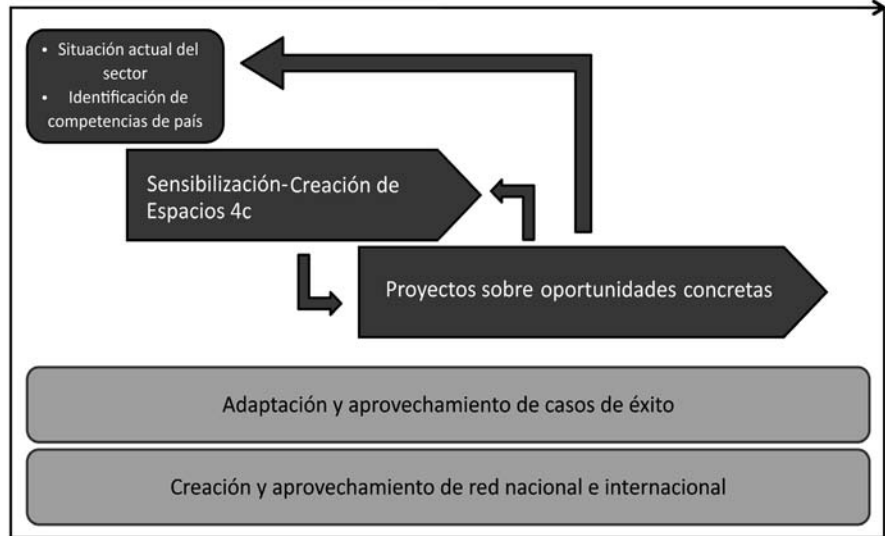 • Situación actual del
sector
• Identificación de
competencias de país
Sensibilización-Creación de
Espacios 4c
Proyectos sobre oportunidades concretas
Adaptación y aprovechamiento de casos de éxito
Creación y aprovechamiento de red nacional e internacional